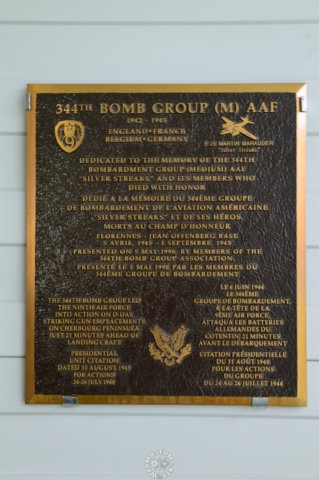 344TH BOMB GROUP (M) AAF
1942 - 1945
ENGLAND • FRANCE
BELGIUM • GERMANY
B-26 MARTIN MARAUDER
"Silver Streaks"
DEDICATED TO THE MEMORY OF THE 344TH
BOMBARDMENT GROUP (MEDIUM) AAF
"SILVER STREAKS" AND ITS MEMBERS WHO
DIED WITH HONOR
DÉDIÉ A LA MÉMOIRE DU 344ÈME GROUPE
DE BOMBARDEMENT DE L'AVIATION AMÉRICAINE
"SILVER STREAKS" ET DE SES HÉROS
MORTS AU CHAMP D'HONNEUR
FLORENNES - JEAN OFFENBERG BASE
5 AVRIL, 1945 - 1 SEPTEMBER, 1945
PRESENTED ON 5 MAY 1998, BY MEMBERS OF THE
344TH BOMB GROUP ASSOCIATION.
PRÉSENTÉ LE 5 MAI 1998 PAR LES MEMBRES DU
344ÈME GROUPE DE BOMBARDEMENT
THE 344TH BOMB GROUP LED
THE NINTH AIR FORCE
INTO ACTION ON D-DAY
STRIKING GUN EMPLACEMENTS
ON CHERBOURG PENINSULA
JUST 21 MINUTES AHEAD OF
LANDING CRAFT
PRESIDENTIAL
UNIT CITATION
DATED 31 AUGUST 1945
FOR ACTIONS
24-26 JULY 1944
LE 6 JUIN 1944
LE 344ÈME
GROUPE DE BOMBARDEMENT,
À LA TÊTE DE LA
9ÈME AIR FORCE,
ATTAQUA LES BATTERIES
ALLEMANDES DU
COTENTIN 21 MINUTES
AVANT LE DÉBARQUEMENT
CITATION PRÉSIDENTIELLE
DU 31 AOUT 1945
POUR LES ACTIONS
DU GROUPE
DU 24 AU 26 JUILLET 1944